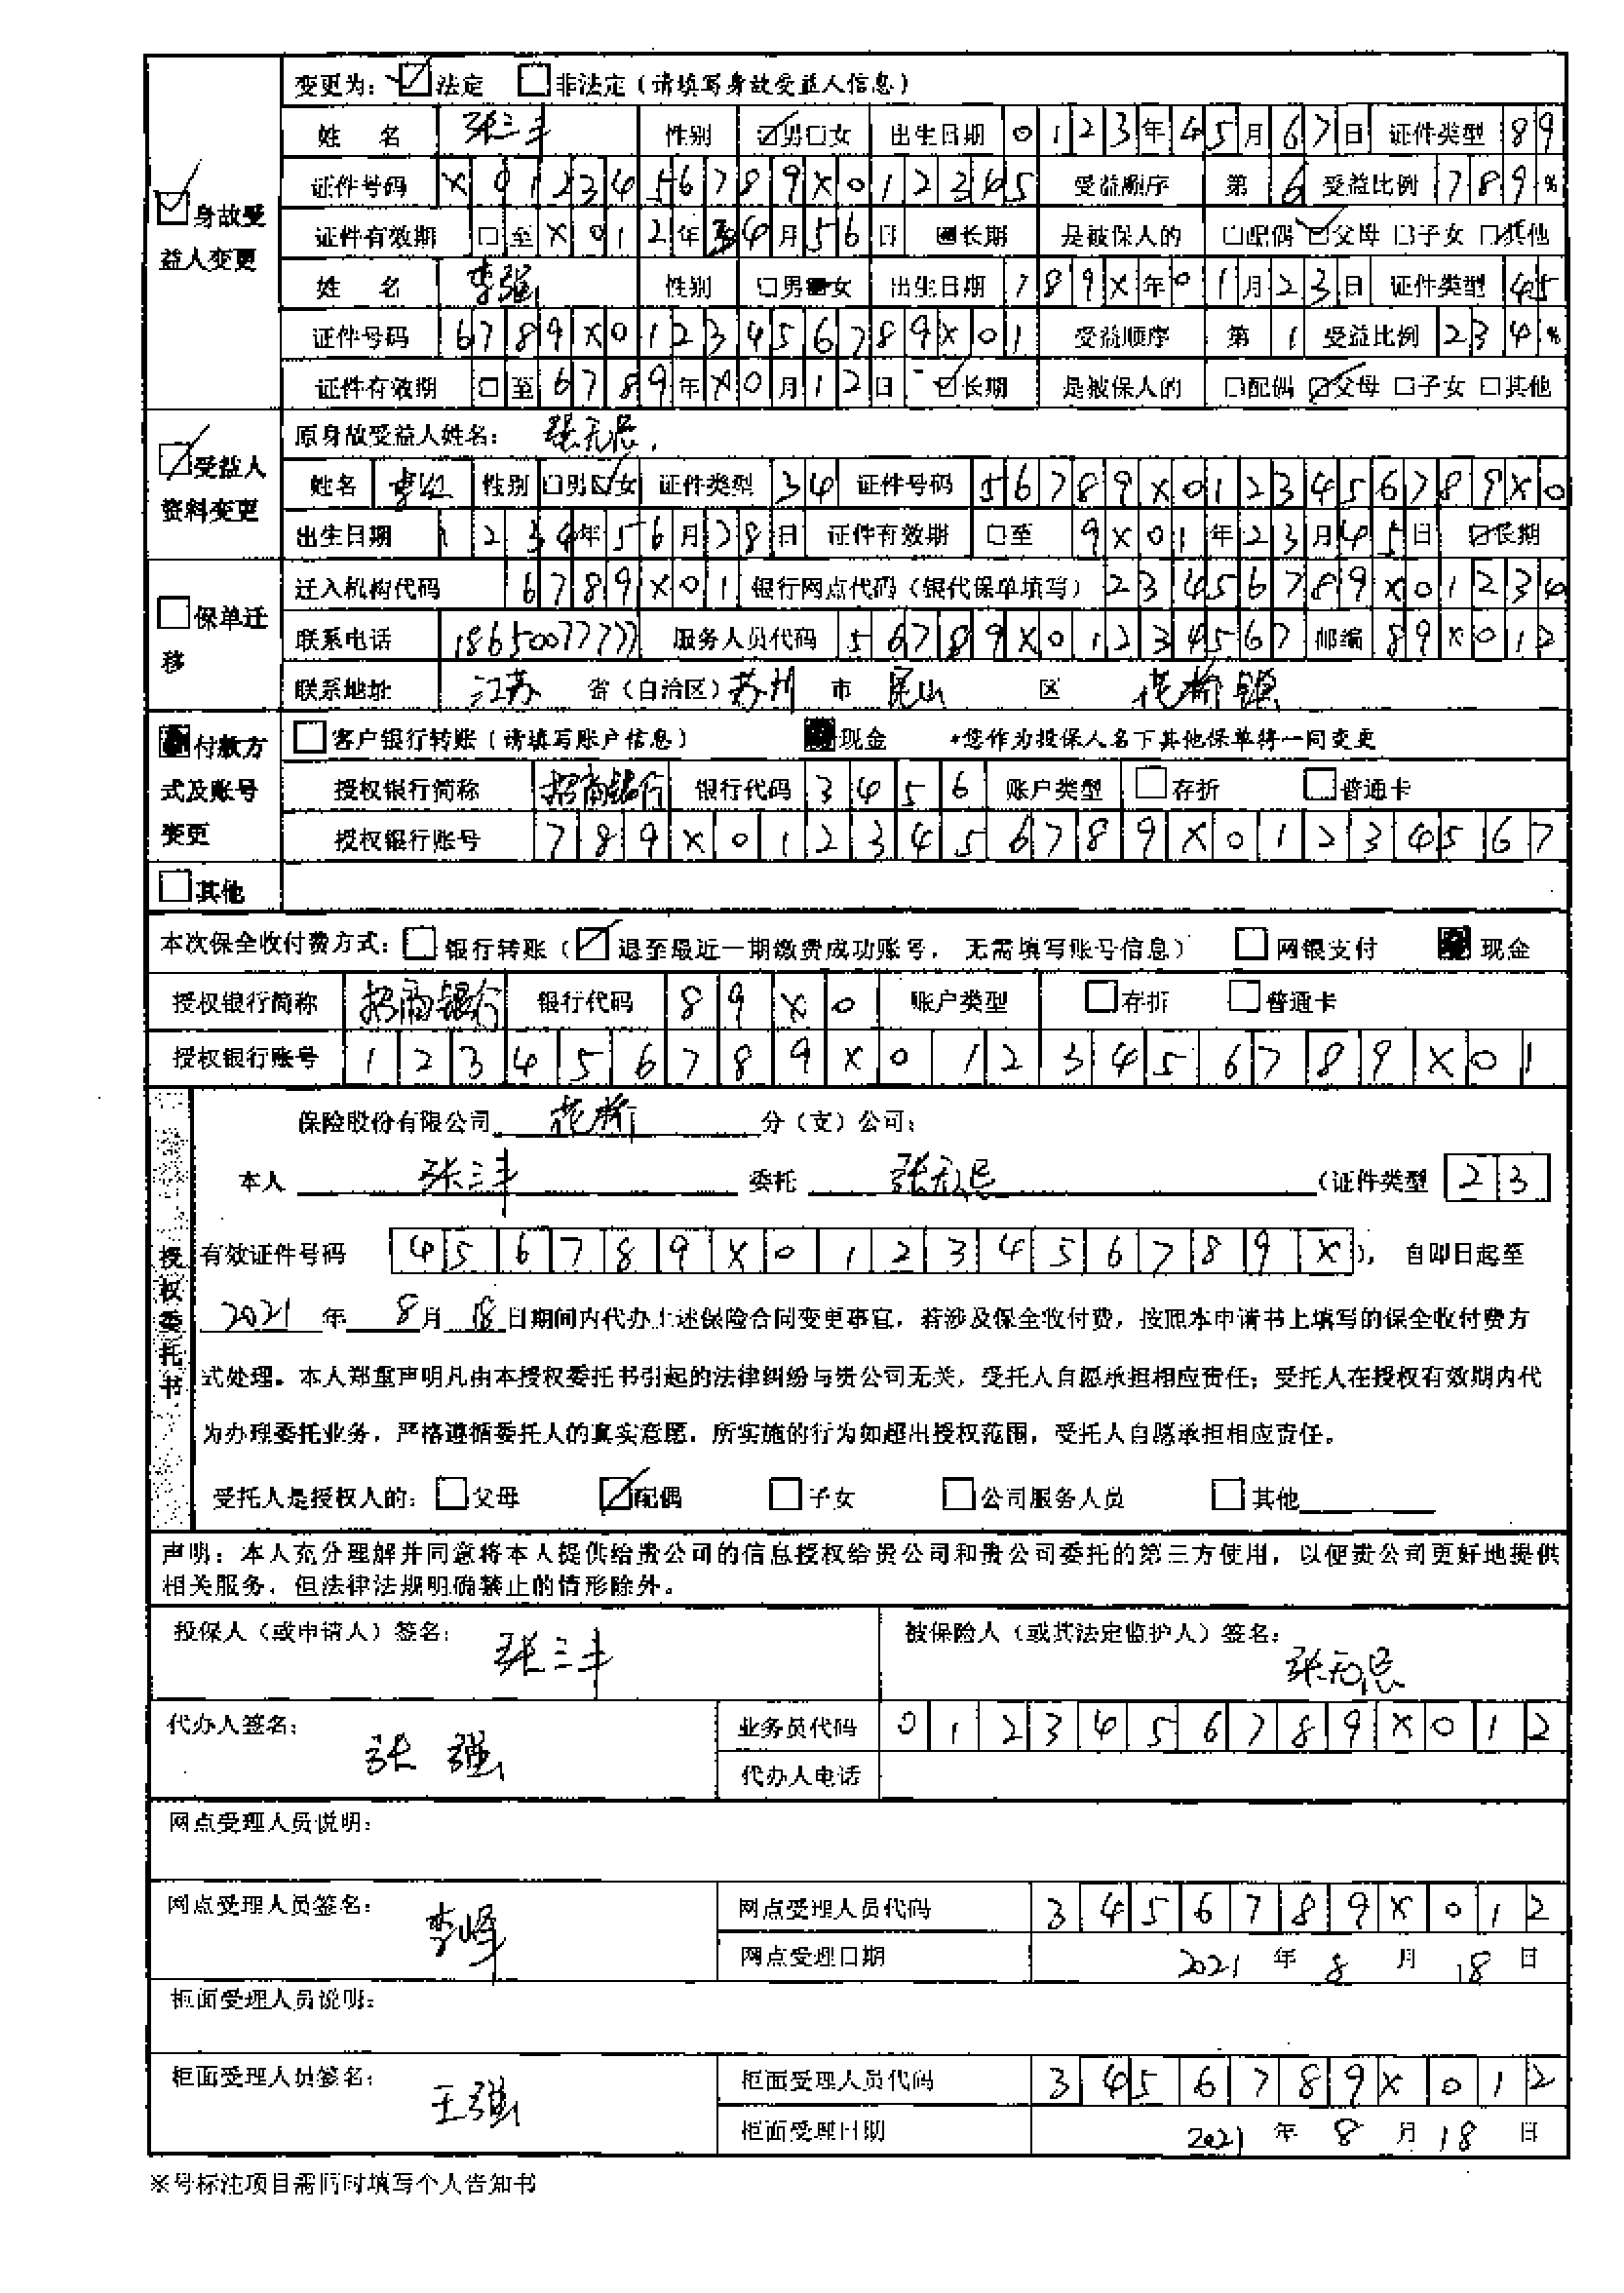 变更为：☑法定 □非法定（请填写身故受益人信息）
☑身故受益人变更
姓 名 张三丰 性别 ☑男□女 出生日期 0123年45月67日 证件类型 89
证件号码 X0123456789X012345 受益顺序 第6 受益比例 789%
证件有效期 □至X012年34月56日 ■长期 是被保人的 □配偶☑父母□子女□其他
姓 名 李强 性别 □男■女 出生日期 789X年01月23日 证件类型 45
证件号码 6789X0123456789X01 受益顺序 第1 受益比例 234%
证件有效期 □至6789年X0月12日 ☑长期 是被保人的 □配偶☑父母□子女□其他
☑受益人资料变更
原身故受益人姓名：张无忌
姓名 性别 □男☑女 证件类型 34 证件号码 56789X0123456789X0
出生日期 1234年56月78日 证件有效期 □至 9X01年23月45日 ☑长期
□保单迁移
迁入机构代码 6789X01 银行网点代码（银代保单填写）23456789X01234
联系电话 18650077777 服务人员代码 56789X01234567 邮编 89X012
联系地址 江苏 省（自治区）苏州 市 昆山 区 花桥镇
■付款方式及账号变更
□客户银行转账（请填写账户信息） ■现金 *您作为投保人名下其他保单将一同变更
授权银行简称 招商银行 银行代码 3456 账户类型 □存折 □普通卡
授权银行账号 789X0123456789X01234567
□其他
本次保全收付费方式：□银行转账（☑退至最近一期缴费成功账号，无需填写账号信息） □网银支付 ■现金
授权银行简称 招商银行 银行代码 89X0 账户类型 □存折 □普通卡
授权银行账号 123456789X0123456789X01
授权委托书
保险股份有限公司 花桥 分（支）公司：
本人 张三丰 委托 张无忌 （证件类型 23
有效证件号码 456789X0123456789X），自即日起至
2021 年 8月 18日期间内代办上述保险合同变更事宜，若涉及保全收付费，按照本申请书上填写的保全收付费方
式处理。本人郑重声明凡由本授权委托书引起的法律纠纷与贵公司无关，受托人自愿承担相应责任；受托人在授权有效期内代
为办理委托业务，严格遵循委托人的真实意愿，所实施的行为如超出授权范围，受托人自愿承担相应责任。
受托人是授权人的：□父母 ☑配偶 □子女 □公司服务人员 □其他
声明：本人充分理解并同意将本人提供给贵公司的信息授权给贵公司和贵公司委托的第三方使用，以便贵公司更好地提供
相关服务，但法律法规明确禁止的情形除外。
投保人（或申请人）签名：张三丰 被保险人（或其法定监护人）签名：张无忌
代办人签名：张强 业务员代码 0123456789X012
代办人电话
网点受理人员说明：
网点受理人员签名：李峰 网点受理人员代码 3456789X012
网点受理日期 2021 年 8 月 18 日
柜面受理人员说明：
柜面受理人员签名：王强 柜面受理人员代码 3456789X012
柜面受理日期 2021 年 8 月 18 日
※号标注项目需同时填写个人告知书